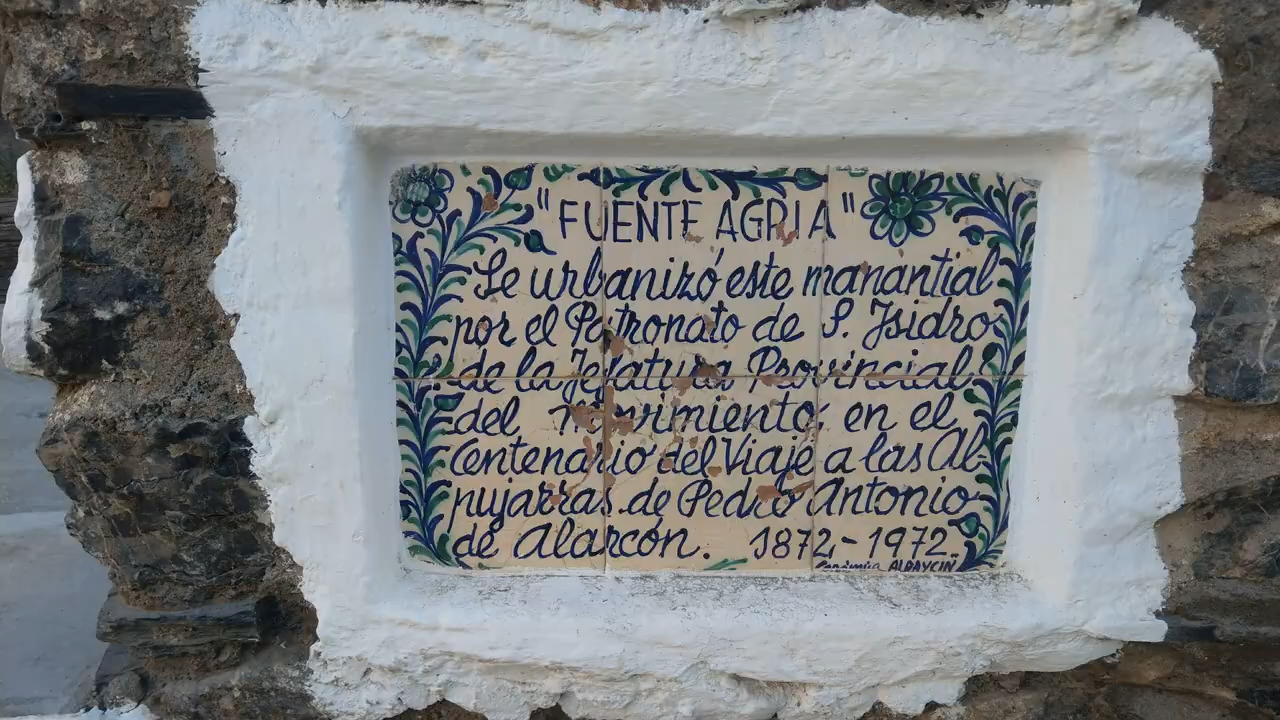 "FUENTE AGRIA"
Se urbanizó este manantial
por el Patronato de S. Isidro
de la Jefatura Provincial
del Movimiento, en el
Centenario del Viaje a las Al-
pujarras de Pedro Antonio
de Alarcón. 1872-1972.
Cerámica ALBAYCIN